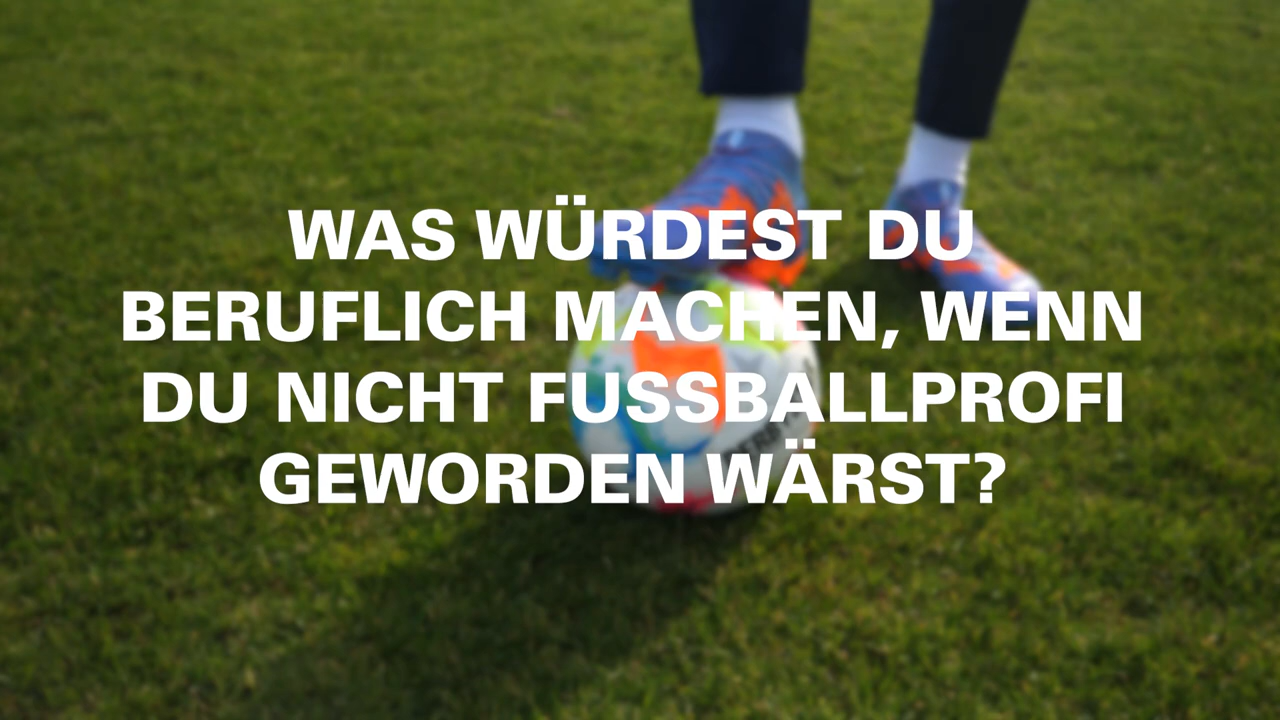 WAS WÜRDEST DU
BERUFLICH MACHEN, WENN
DU NICHT FUSSBALLPROFI
GEWORDEN WÄRST?